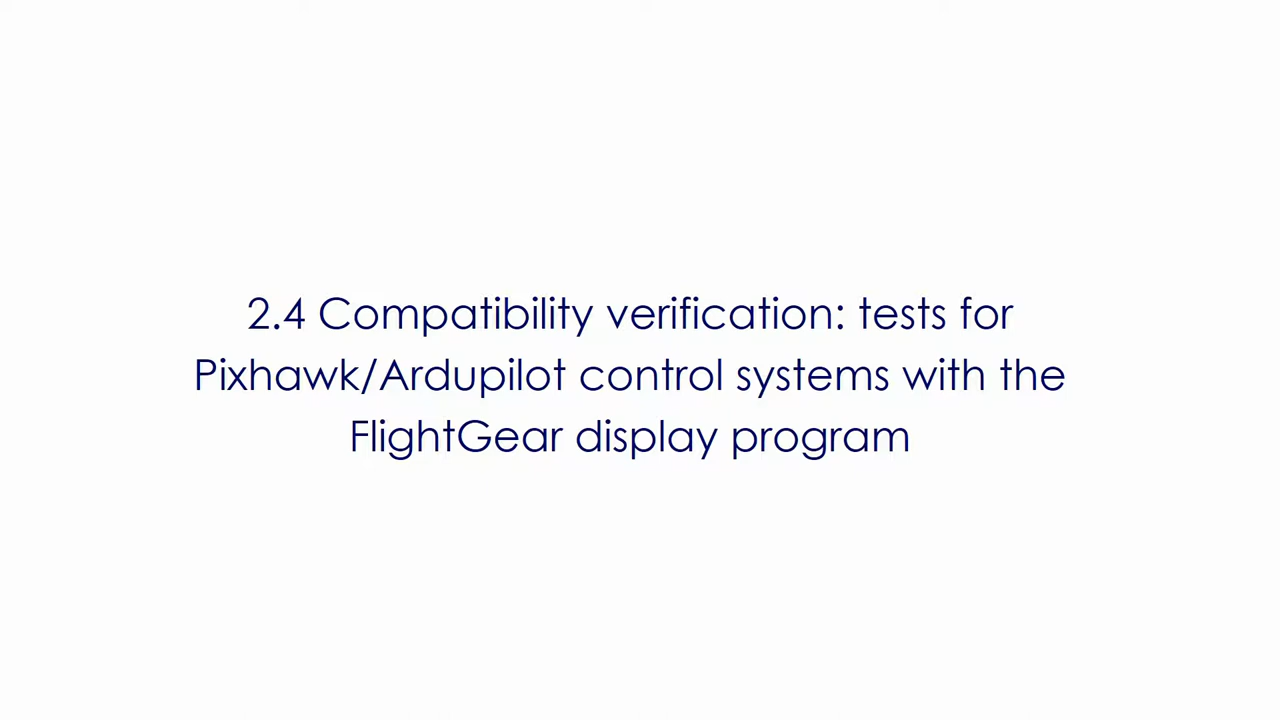 2.4 Compatibility verification: tests for
Pixhawk/Ardupilot control systems with the
FlightGear display program